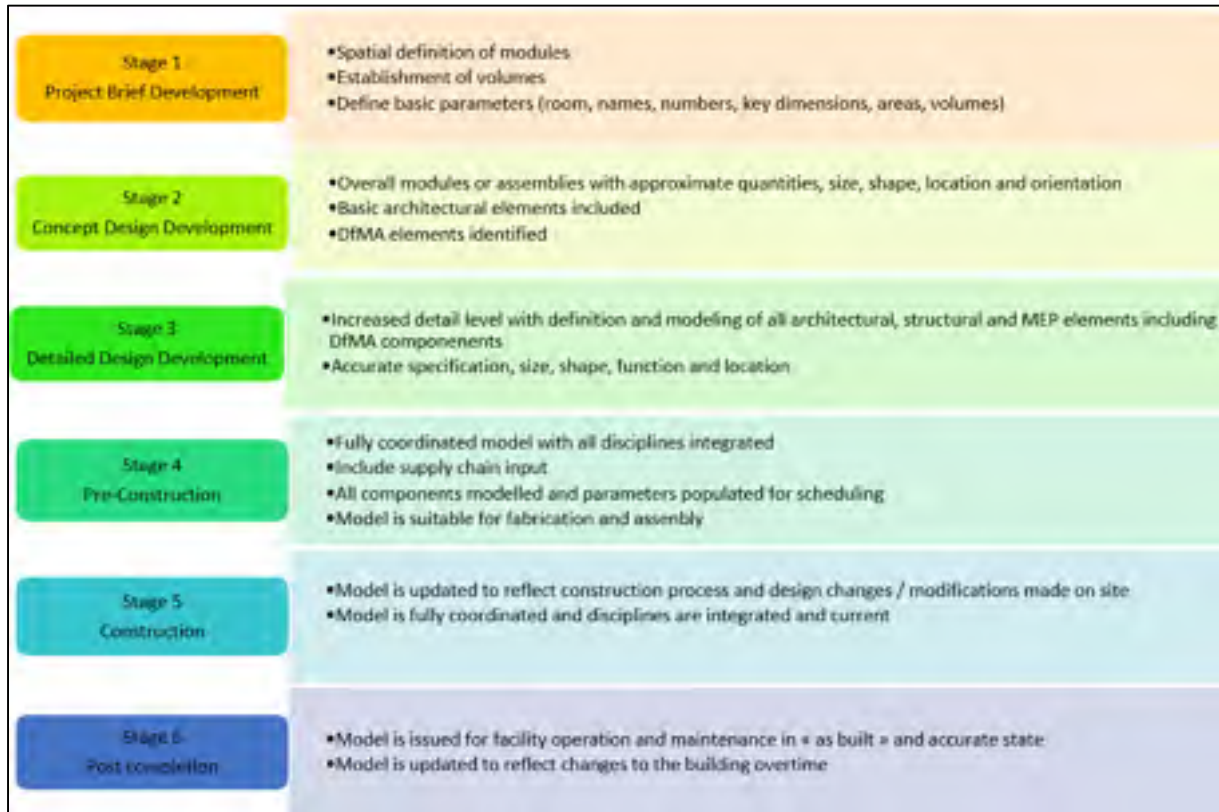 Stage 1
Project Brief Development
•Spatial definition of modules
•Establishment of volumes
•Define basic parameters (room, names, numbers, key dimensions, areas, volumes)
Stage 2
Concept Design Development
•Overall modules or assemblies with approximate quantities, size, shape, location and orientation
•Basic architectural elements included
•DfMA elements identified
Stage 3
Detailed Design Development
•Increased detail level with definition and modeling of all architectural, structural and MEP elements including
DfMA componenents
•Accurate specification, size, shape, function and location
Stage 4
Pre-Construction
•Fully coordinated model with all disciplines integrated
•Include supply chain input
•All components modelled and parameters populated for scheduling
•Model is suitable for fabrication and assembly
Stage 5
Construction
•Model is updated to reflect construction process and design changes / modifications made on site
•Model is fully coordinated and disciplines are integrated and current
Stage 6
Post completion
•Model is issued for facility operation and maintenance in « as built » and accurate state
•Model is updated to reflect changes to the building overtime